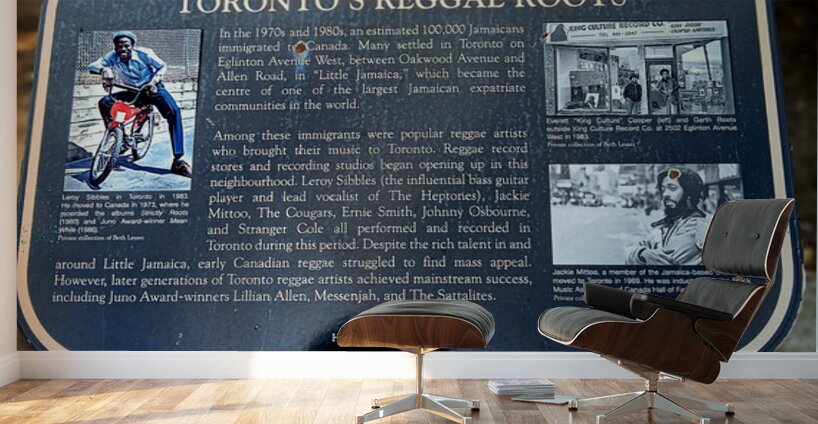 TORONTO'S REGGAE ROOTS
In the 1970s and 1980s, an estimated 100,000 Jamaicans
immigrated to Canada. Many settled in Toronto on
Eglinton Avenue West, between Oakwood Avenue and
Allen Road, in "Little Jamaica," which became the
centre of one of the largest Jamaican expatriate
communities in the world.
Among these immigrants were popular reggae artists
who brought their music to Toronto. Reggae record
stores and recording studios began opening up in this
neighbourhood. Leroy Sibbles (the influential bass guitar
player and lead vocalist of The Heptones), Jackie
Mittoo, The Cougars, Ernie Smith, Johnny Osbourne,
and Stranger Cole all performed and recorded in
Toronto during this period. Despite the rich talent in and
around Little Jamaica, early Canadian reggae struggled to find mass appeal.
However, later generations of Toronto reggae artists achieved mainstream success,
including Juno Award-winners Lillian Allen, Messenjah, and The Sattalites.
Leroy Sibbles in Toronto in 1983.
He moved to Canada in 1973, where he
recorded the albums Strictly Roots
(1980) and Juno Award-winner Mean
While (1986).
Private collection of Beth Lesser
KING CULTURE RECORD CO.
Everett "King Culture" Cooper (left) and Garth Roots
outside King Culture Record Co. at 2502 Eglinton Avenue
West in 1983.
Private collection of Beth Lesser
Jackie Mittoo, a member of the Jamaica-based
moved to Toronto in 1969. He was
Music Canada Hall of
Private